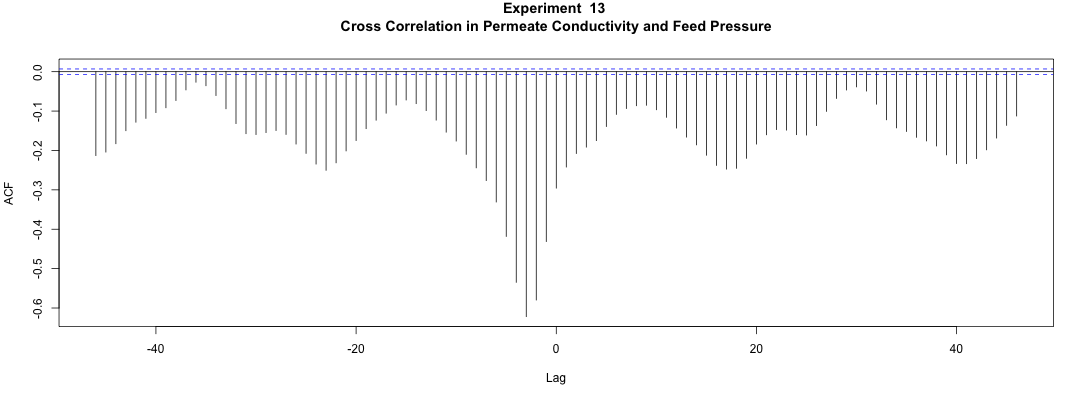 Experiment 13
Cross Correlation in Permeate Conductivity and Feed Pressure
ACF
0.0
-0.1
-0.2
-0.3
-0.4
-0.5
-0.6
-40 -20 0 20 40
Lag